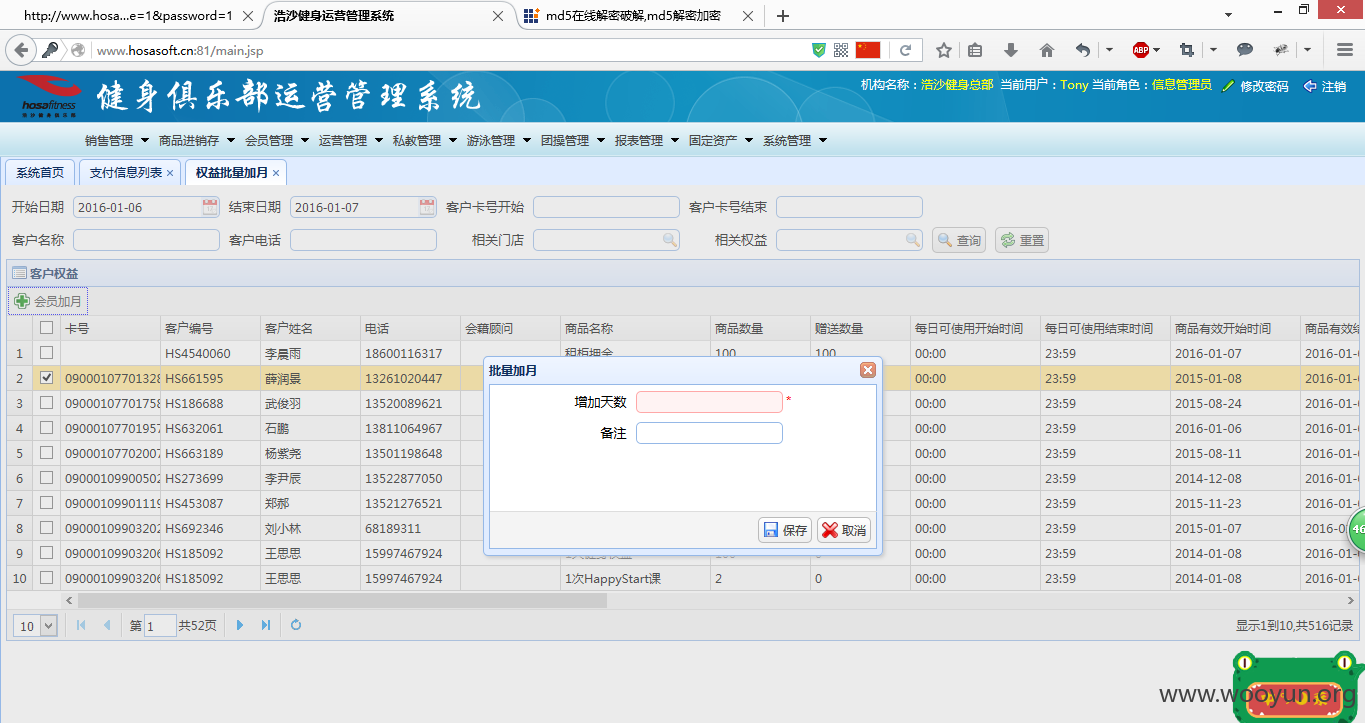 http://www.hosa...e=1&password=1
浩沙健身运营管理系统
md5在线解密破解,md5解密加密
www.hosasoft.cn:81/main.jsp
ABP
hosafitness
健身俱乐部运营管理系统
机构名称：浩沙健身总部 当前用户：Tony 当前角色：信息管理员 修改密码 注销
销售管理 商品进销存 会员管理 运营管理 私教管理 游泳管理 团操管理 报表管理 固定资产 系统管理
系统首页 支付信息列表 权益批量加月
开始日期 2016-01-06 结束日期 2016-01-07 客户卡号开始 客户卡号结束
客户名称 客户电话 相关门店 相关权益 查询 重置
客户权益
会员加月
卡号 客户编号 客户姓名 电话 会籍顾问 商品名称 商品数量 赠送数量 每日可使用开始时间 每日可使用结束时间 商品有效开始时间 商品有效结
1 HS4540060 李晨雨 18600116317 租柜押金 100 100 00:00 23:59 2016-01-07 2016-01-
2 09000107701328 HS661595 薛润景 13261020447 00:00 23:59 2015-01-08 2016-01-
3 09000107701758 HS186688 武俊羽 13520089621 00:00 23:59 2015-08-24 2016-01-
4 09000107701957 HS632061 石鹏 13811064967 00:00 23:59 2016-01-06 2016-01-
5 09000107702007 HS663189 杨紫尧 13501198648 00:00 23:59 2015-08-11 2016-01-
6 09000109900502 HS273699 李尹辰 13522877050 00:00 23:59 2014-12-08 2016-01-
7 09000109901119 HS453087 郑郝 13521276521 00:00 23:59 2015-11-23 2016-01-
8 09000109903202 HS692346 刘小林 68189311 00:00 23:59 2015-01-07 2016-01-
9 09000109903206 HS185092 王思思 15997467924 00:00 23:59 2014-01-08 2016-01-
10 09000109903206 HS185092 王思思 15997467924 1次HappyStart课 2 0 00:00 23:59 2014-01-08 2016-01-
批量加月
增加天数 *
备注
保存 取消
46
10 第 1 共52页 显示1到10,共516记录
www.wooyun.org